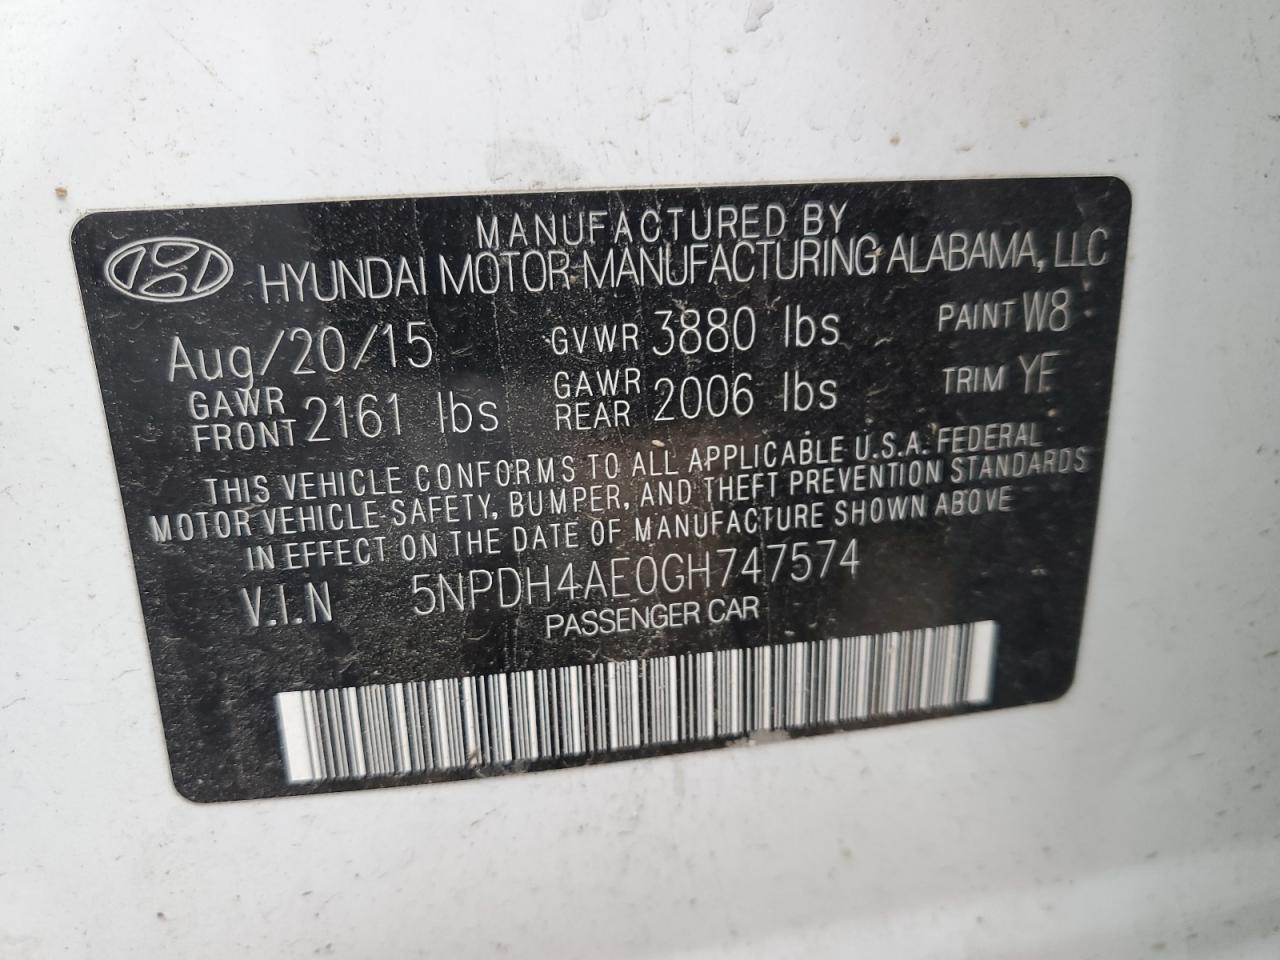 MANUFACTURED BY
HYUNDAI MOTOR MANUFACTURING ALABAMA, LLC
Aug/20/15 GVWR 3880 lbs PAINT W8
GAWR FRONT 2161 lbs GAWR REAR 2006 lbs TRIM YF
THIS VEHICLE CONFORMS TO ALL APPLICABLE U.S.A. FEDERAL
MOTOR VEHICLE SAFETY, BUMPER, AND THEFT PREVENTION STANDARDS
IN EFFECT ON THE DATE OF MANUFACTURE SHOWN ABOVE
V.I.N 5NPDH4AE0GH747574
PASSENGER CAR